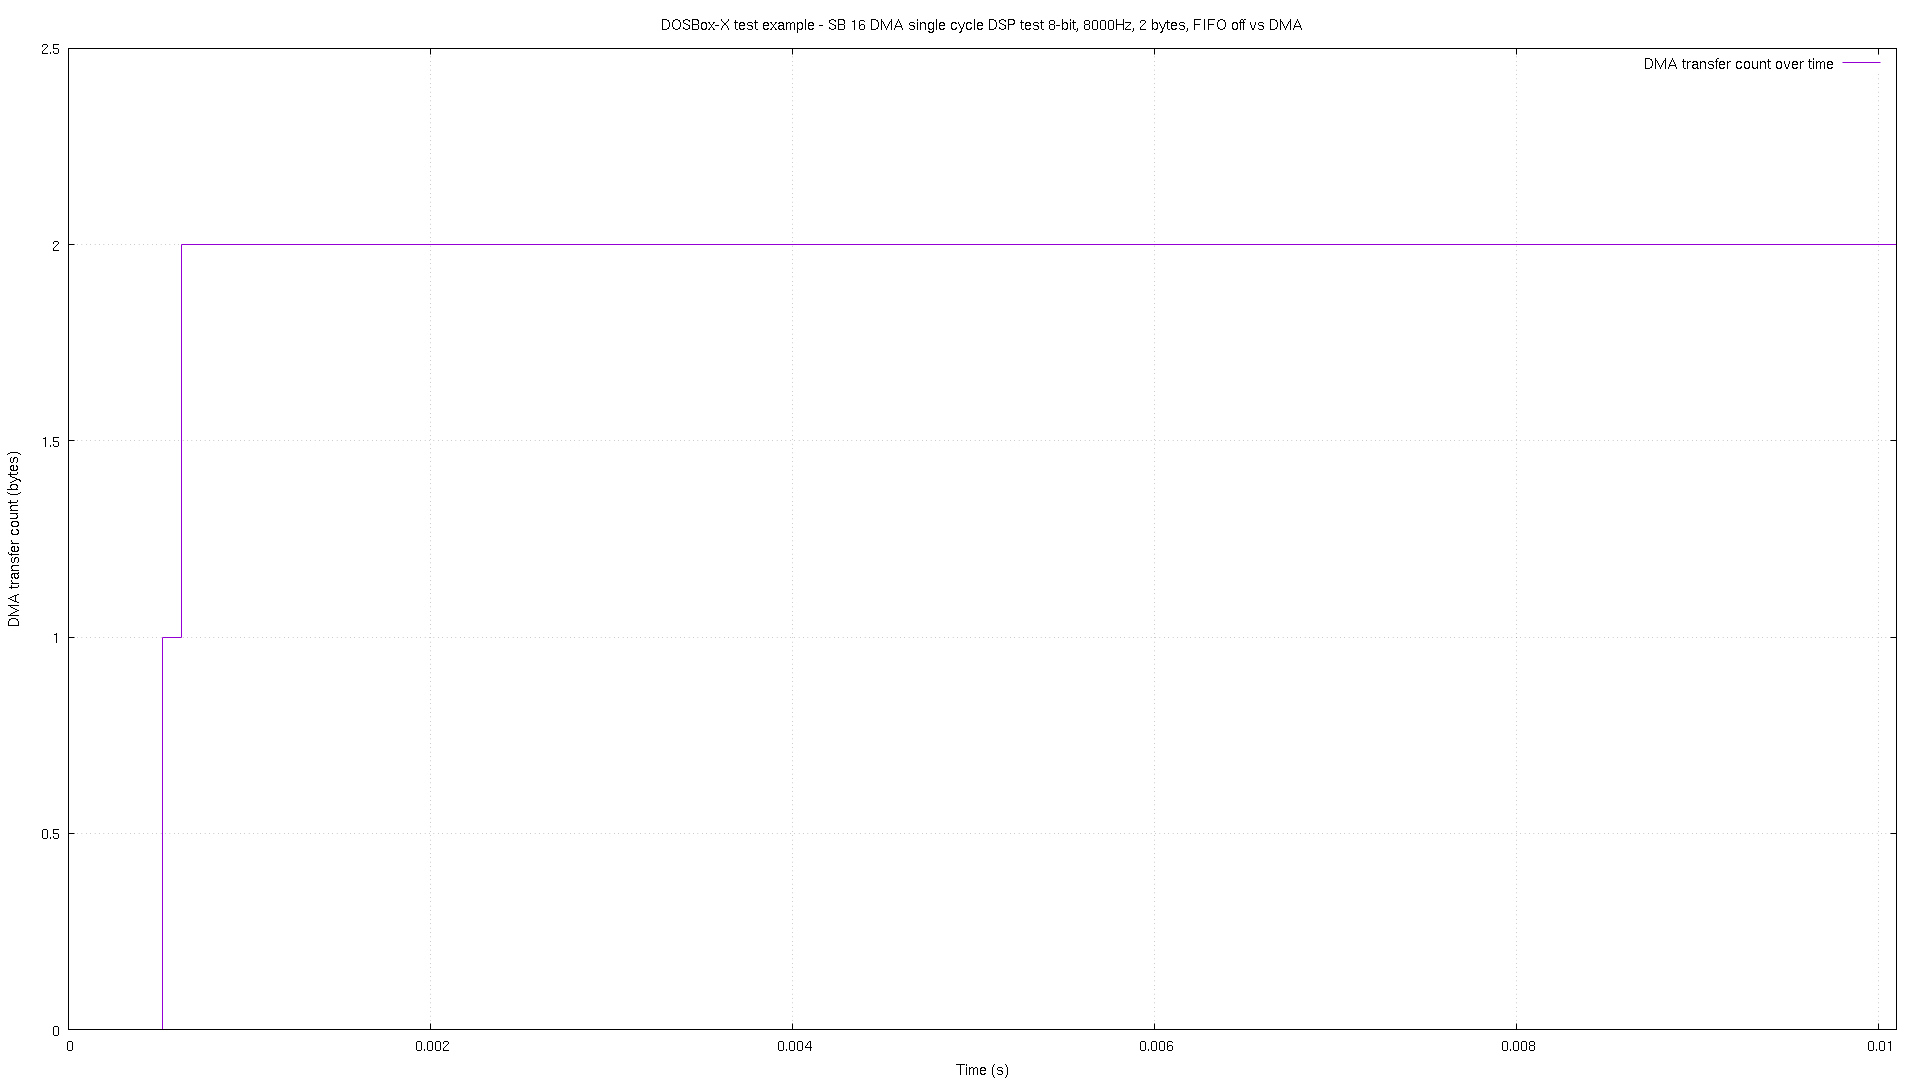 DOSBox-X test example - SB 16 DMA single cycle DSP test 8-bit, 8000Hz, 2 bytes, FIFO off vs DMA
DMA transfer count over time
2.5
2
1.5
1
0.5
0
DMA transfer count (bytes)
0 0.002 0.004 0.006 0.008 0.01
Time (s)